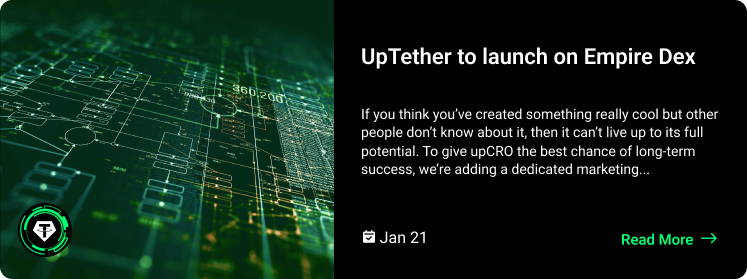 UpTether to launch on Empire Dex
360,200
If you think you’ve created something really cool but other
people don’t know about it, then it can’t live up to its full
potential. To give upCRO the best chance of long-term
success, we’re adding a dedicated marketing...
Jan 21
Read More